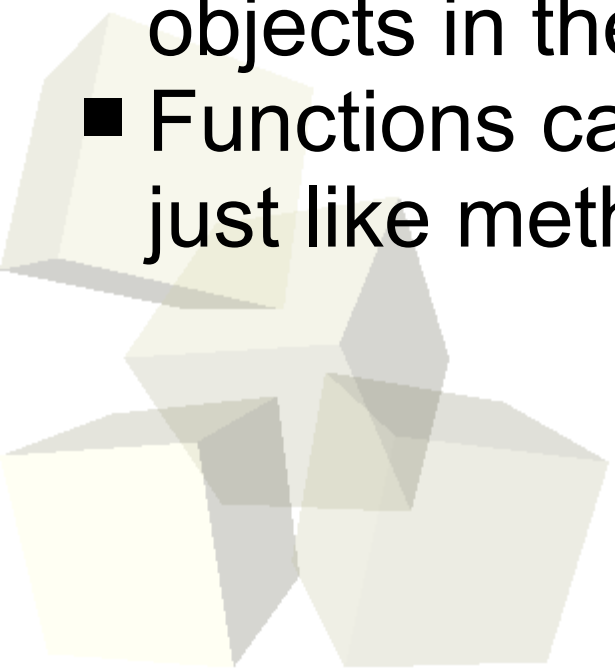 objects in the
■ Functions ca
just like meth